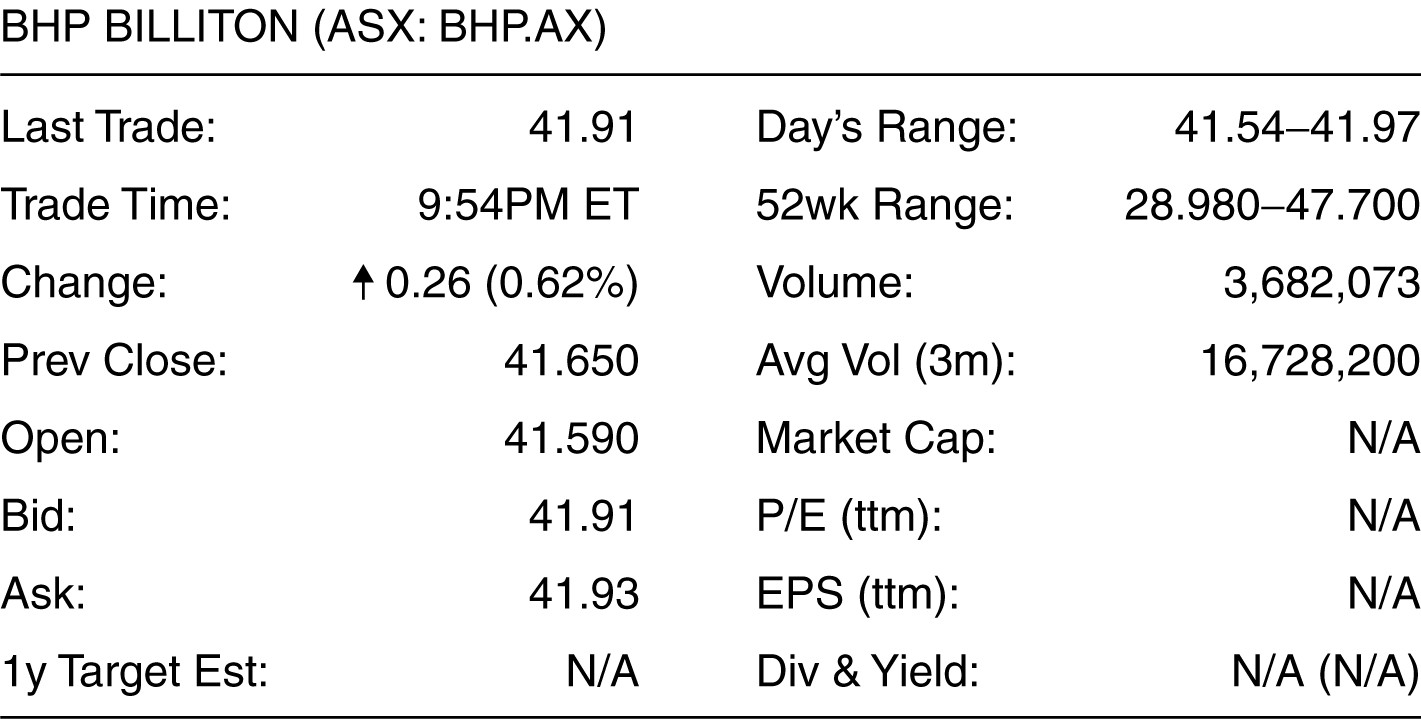 BHP BILLITON (ASX: BHP.AX)
Last Trade: 41.91 Day’s Range: 41.54–41.97
Trade Time: 9:54PM ET 52wk Range: 28.980–47.700
Change: ↑ 0.26 (0.62%) Volume: 3,682,073
Prev Close: 41.650 Avg Vol (3m): 16,728,200
Open: 41.590 Market Cap: N/A
Bid: 41.91 P/E (ttm): N/A
Ask: 41.93 EPS (ttm): N/A
1y Target Est: N/A Div & Yield: N/A (N/A)